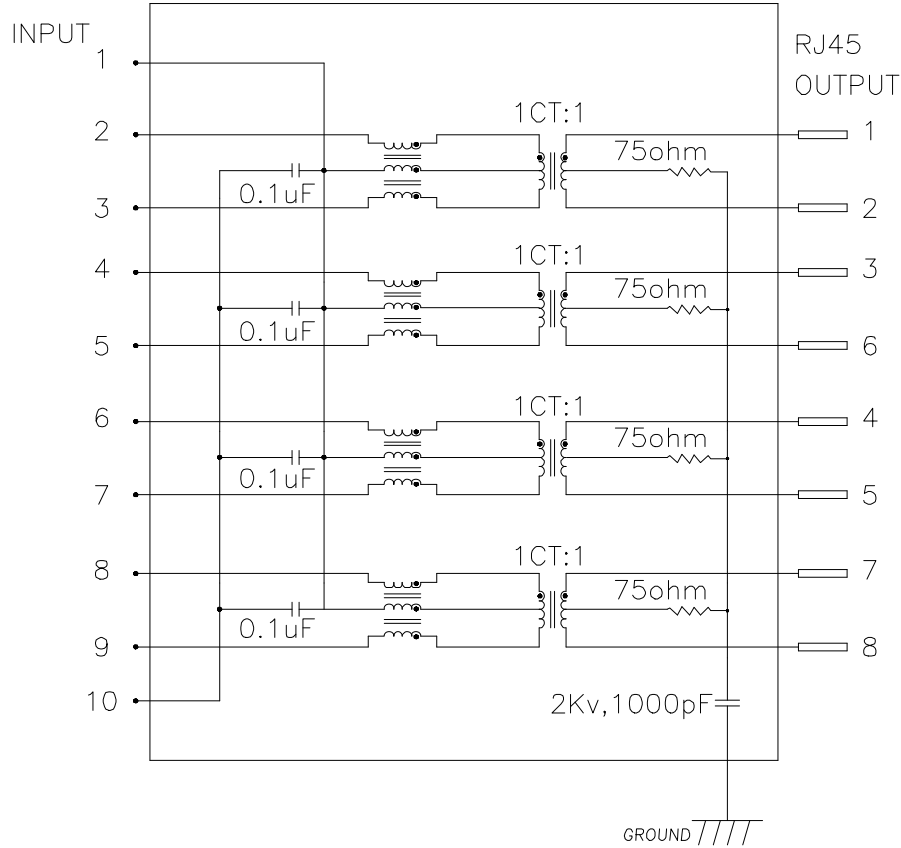 INPUT
RJ45
OUTPUT
1
1CT:1
2
1
75ohm
0.1uF
3
2
1CT:1
4
3
75ohm
0.1uF
5
6
1CT:1
6
4
75ohm
0.1uF
7
5
1CT:1
8
7
75ohm
0.1uF
9
8
10
2Kv,1000pF
GROUND